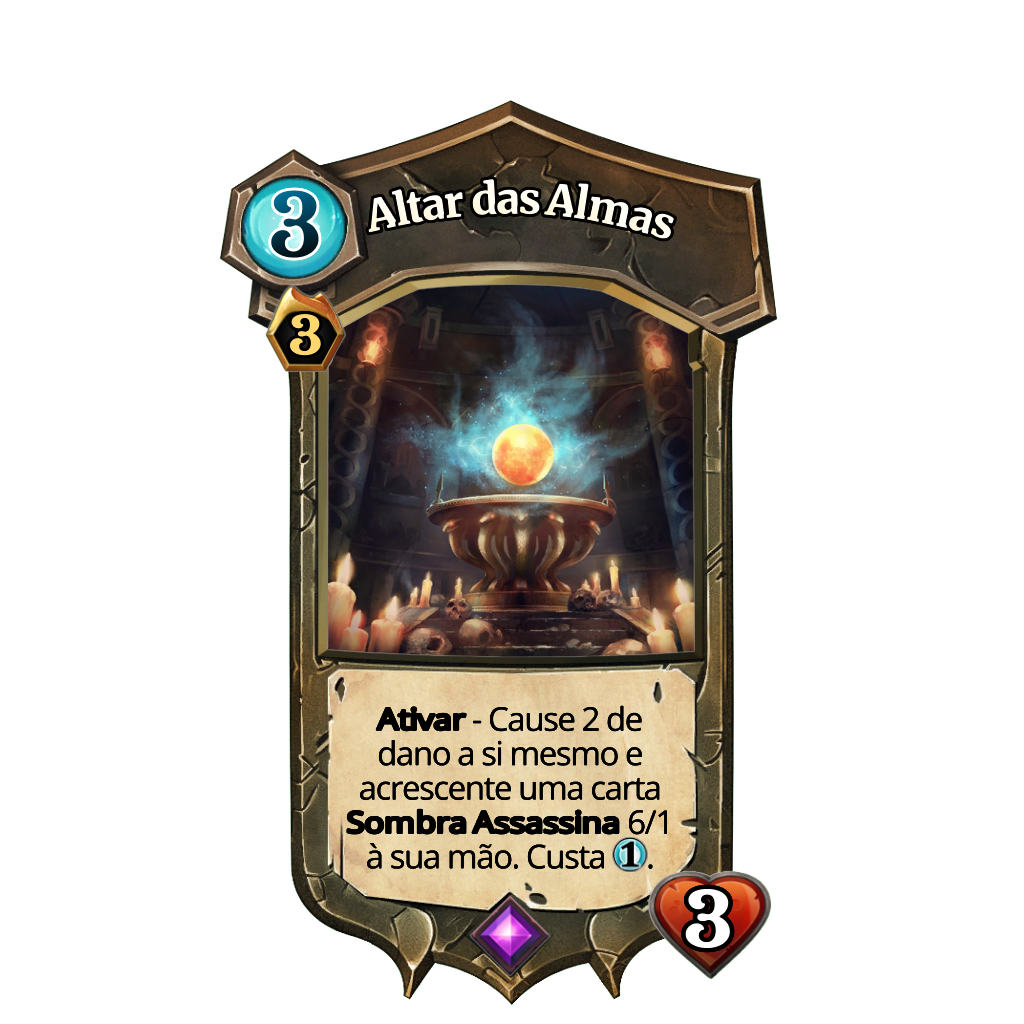 Altar das Almas
3
3
Ativar - Cause 2 de
dano a si mesmo e
acrescente uma carta
Sombra Assassina 6/1
à sua mão. Custa 1.
3